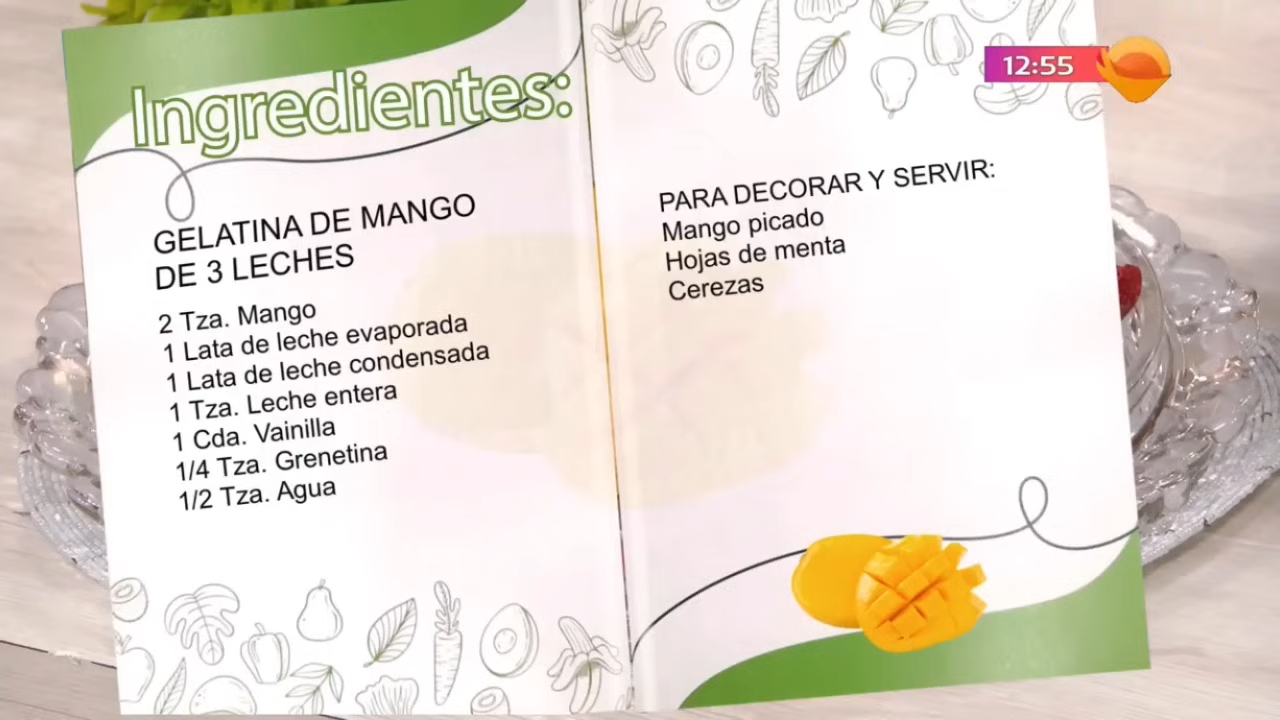 12:55
Ingredientes:
GELATINA DE MANGO
DE 3 LECHES
2 Tza. Mango
1 Lata de leche evaporada
1 Lata de leche condensada
1 Tza. Leche entera
1 Cda. Vainilla
1/4 Tza. Grenetina
1/2 Tza. Agua
PARA DECORAR Y SERVIR:
Mango picado
Hojas de menta
Cerezas